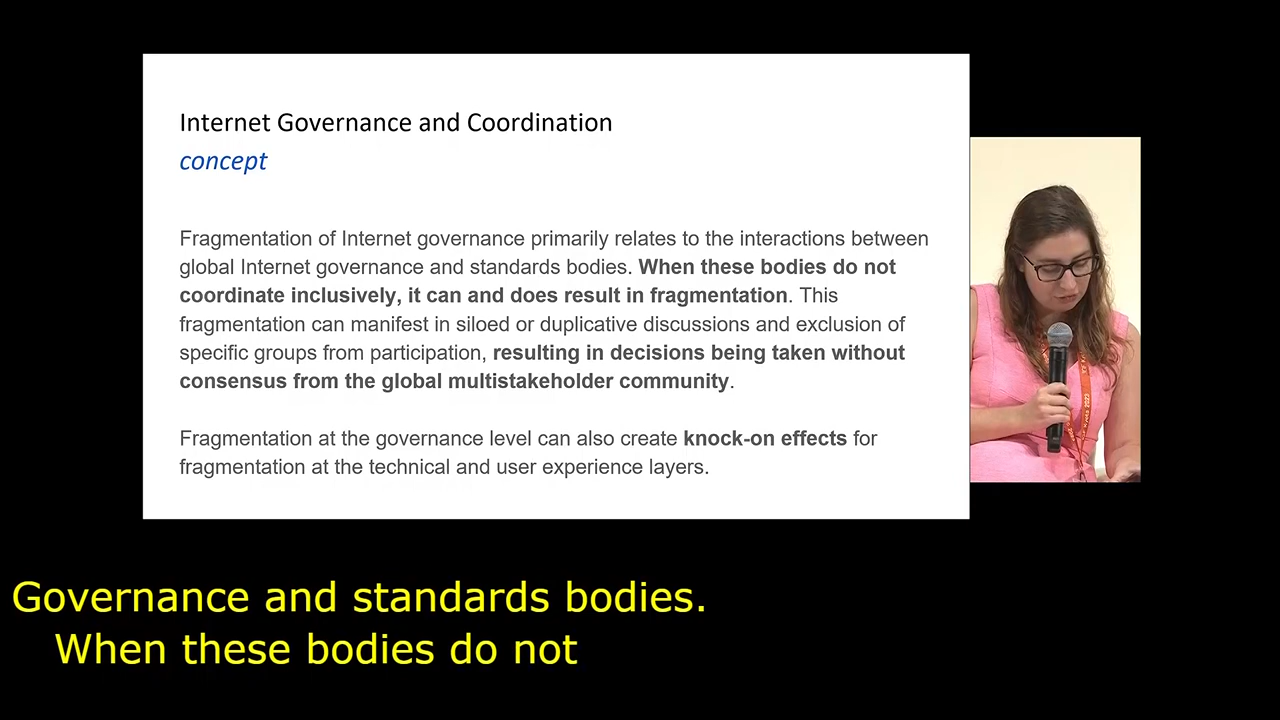 Internet Governance and Coordination
concept
Fragmentation of Internet governance primarily relates to the interactions between
global Internet governance and standards bodies. When these bodies do not
coordinate inclusively, it can and does result in fragmentation. This
fragmentation can manifest in siloed or duplicative discussions and exclusion of
specific groups from participation, resulting in decisions being taken without
consensus from the global multistakeholder community.
Fragmentation at the governance level can also create knock-on effects for
fragmentation at the technical and user experience layers.
Governance and standards bodies.
When these bodies do not